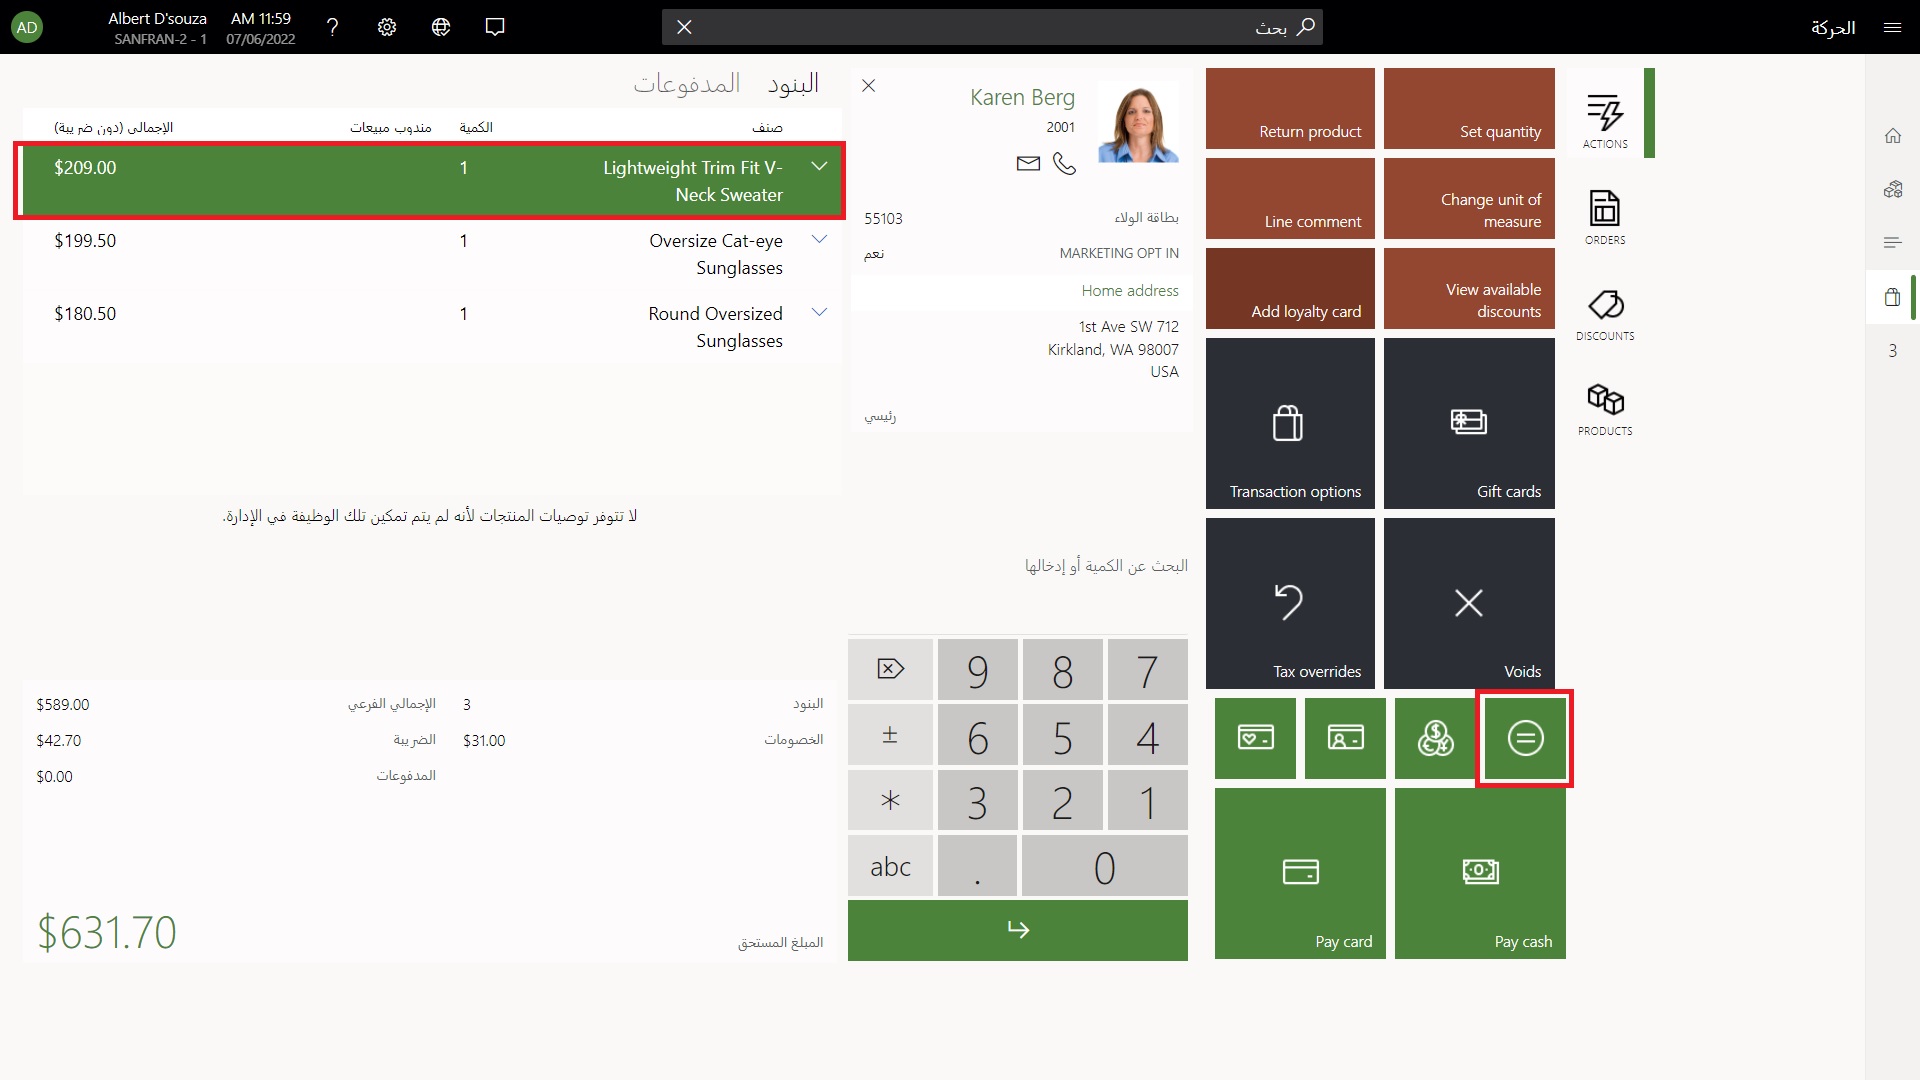 الحركة
بحث
AM 11:59
07/06/2022
Albert D'souza
SANFRAN-2 - 1
AD
ACTIONS
ORDERS
DISCOUNTS
PRODUCTS
3
Set quantity
Return product
Change unit of
measure
Line comment
View available
discounts
Add loyalty card
Gift cards
Transaction options
Voids
Tax overrides
Pay cash
Pay card
Karen Berg
2001
بطاقة الولاء 55103
MARKETING OPT IN نعم
Home address
1st Ave SW 712
Kirkland, WA 98007
USA
رئيسي
البحث عن الكمية أو إدخالها
7 8 9
4 5 6 ±
1 2 3 *
0 . abc
البنود المدفوعات
صنف الكمية مندوب مبيعات الإجمالي (دون ضريبة)
Lightweight Trim Fit V-
Neck Sweater
1 $209.00
Oversize Cat-eye
Sunglasses
1 $199.50
Round Oversized
Sunglasses
1 $180.50
لا تتوفر توصيات المنتجات لأنه لم يتم تمكين تلك الوظيفة في الإدارة.
البنود 3 الإجمالي الفرعي $589.00
الخصومات $31.00 الضريبة $42.70
المدفوعات $0.00
المبلغ المستحق $631.70